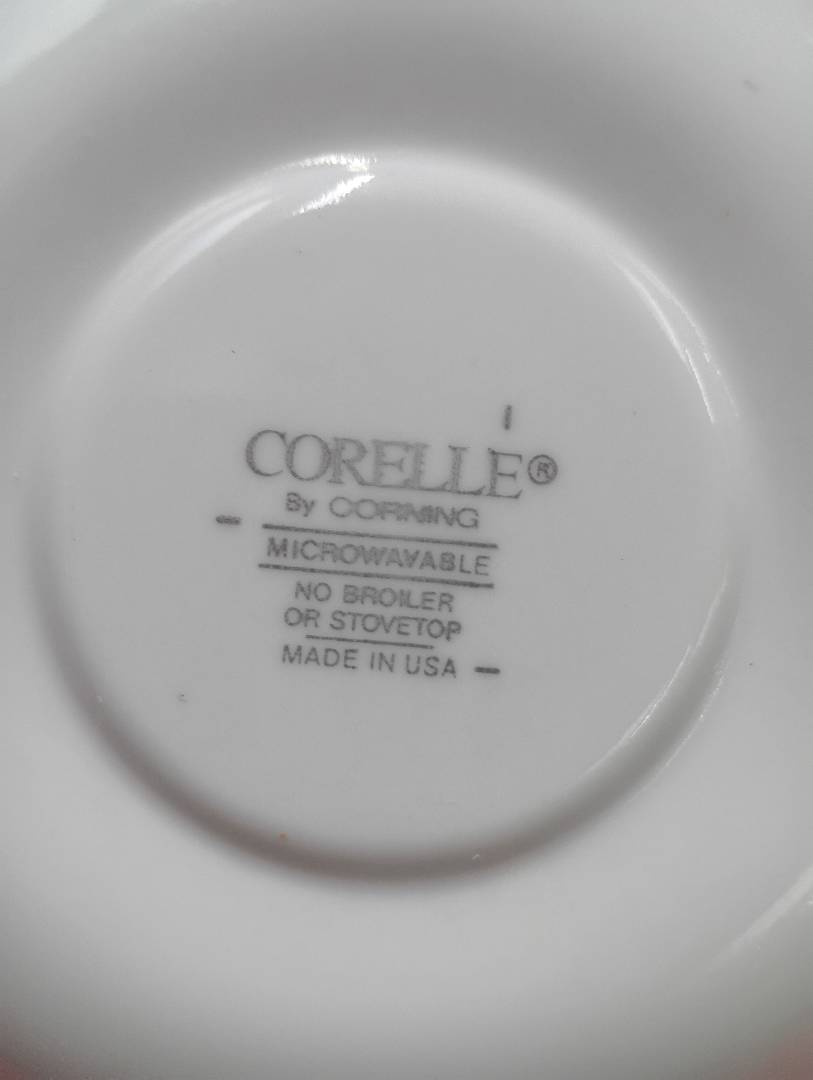 CORELLE®
By CORNING
MICROWAVABLE
NO BROILER
OR STOVETOP
MADE IN USA